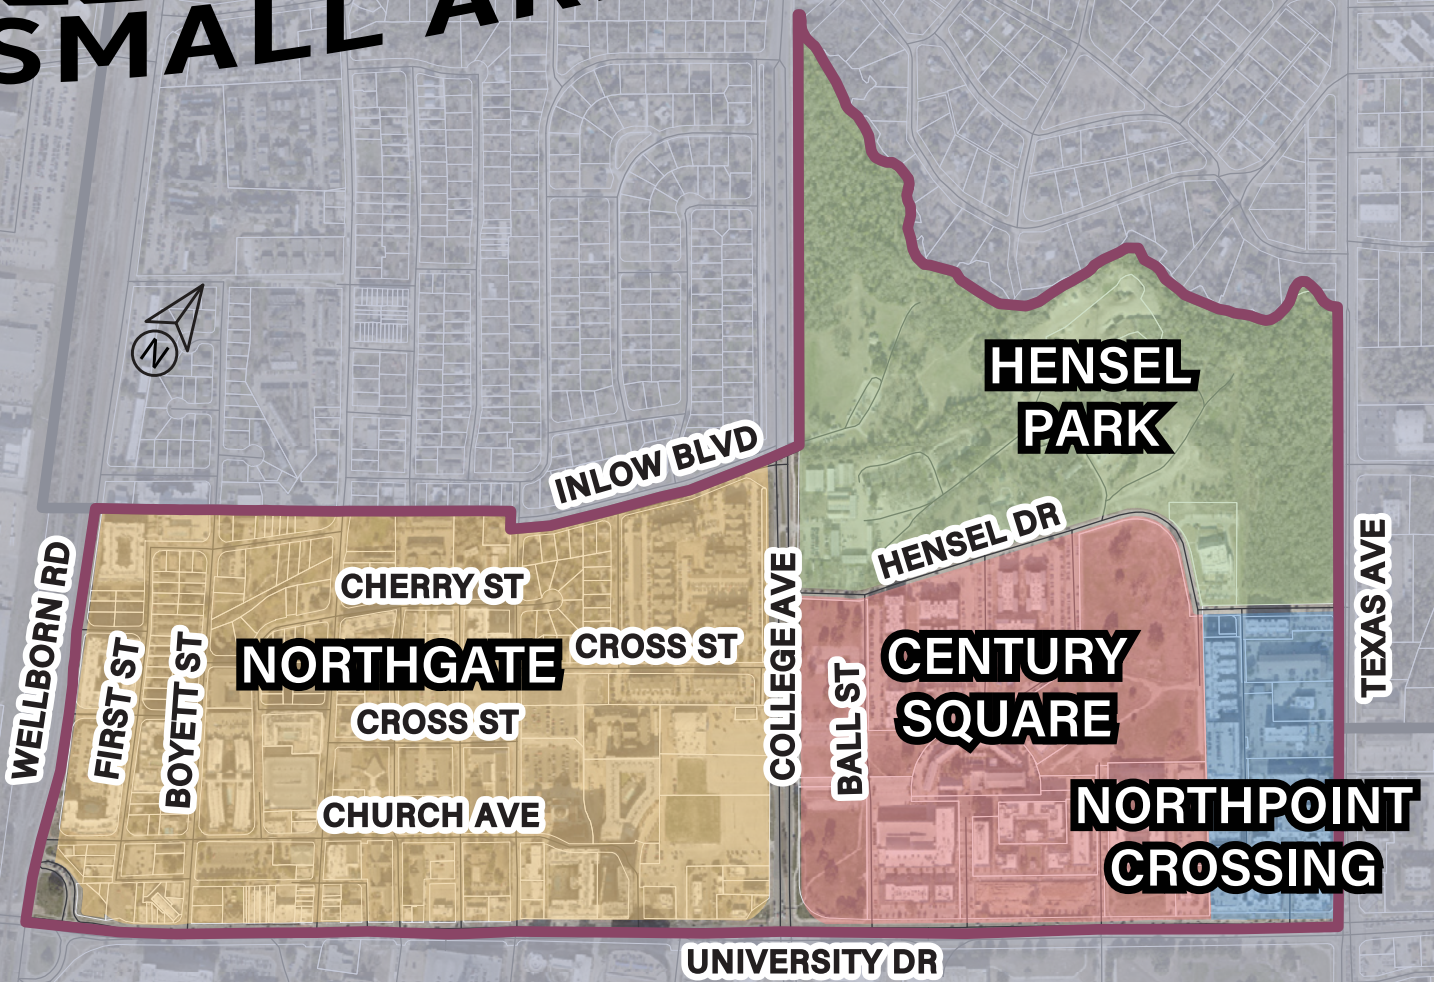 SMALL
N
HENSEL
PARK
INLOW BLVD
HENSEL DR
WELLBORN RD
FIRST ST
BOYETT ST
CHERRY ST
NORTHGATE
CROSS ST
CROSS ST
CHURCH AVE
COLLEGE AVE
BALL ST
CENTURY
SQUARE
TEXAS AVE
NORTHPOINT
CROSSING
UNIVERSITY DR